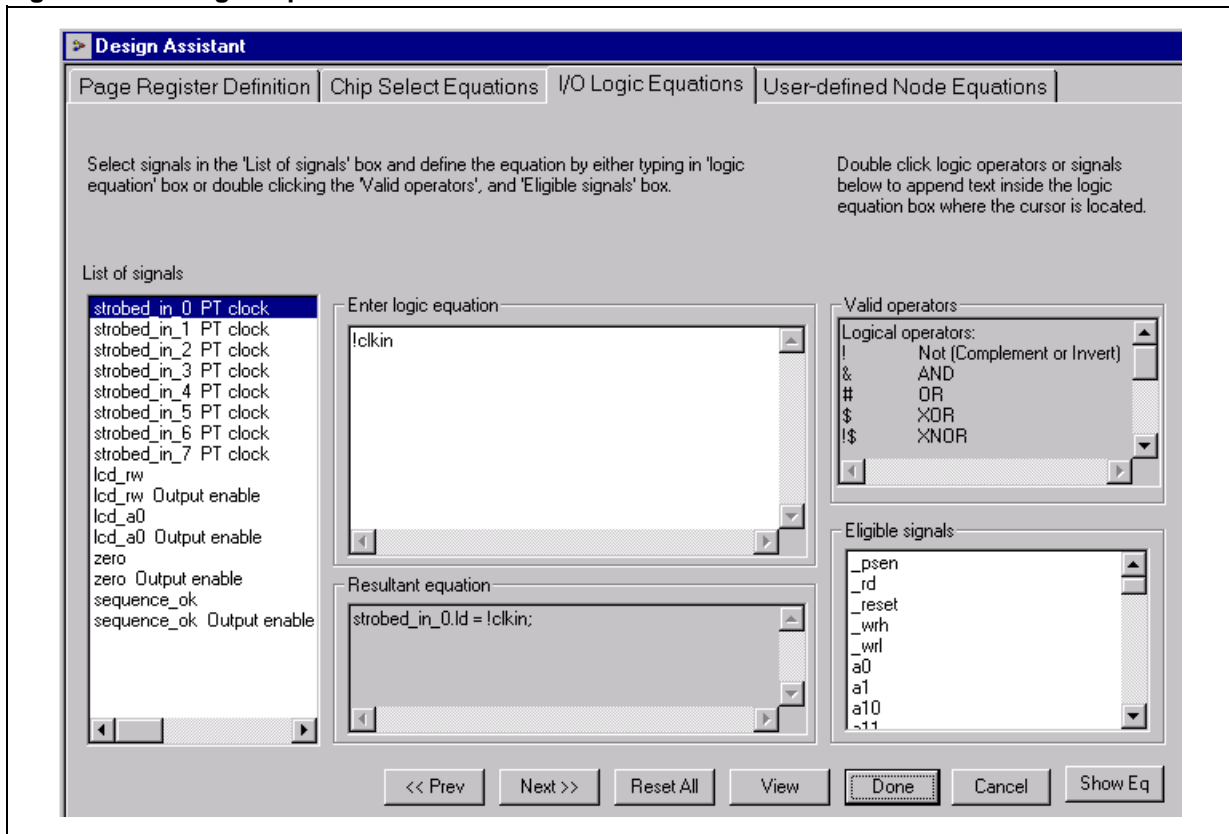 Design Assistant
Page Register Definition
Chip Select Equations
I/O Logic Equations
User-defined Node Equations
Select signals in the 'List of signals' box and define the equation by either typing in 'logic
equation' box or double clicking the 'Valid operators', and 'Eligible signals' box.
Double click logic operators or signals
below to append text inside the logic
equation box where the cursor is located.
List of signals
strobed_in_0 PT clock
strobed_in_1 PT clock
strobed_in_2 PT clock
strobed_in_3 PT clock
strobed_in_4 PT clock
strobed_in_5 PT clock
strobed_in_6 PT clock
strobed_in_7 PT clock
lcd_rw
lcd_rw Output enable
lcd_a0
lcd_a0 Output enable
zero
zero Output enable
sequence_ok
sequence_ok Output enable
Enter logic equation
!clkin
Resultant equation
strobed_in_0.ld = !clkin;
Valid operators
Logical operators:
! Not (Complement or Invert)
& AND
# OR
$ XOR
!$ XNOR
Eligible signals
_psen
_rd
_reset
_wrh
_wrl
a0
a1
a10
a11
<< Prev
Next >>
Reset All
View
Done
Cancel
Show Eq